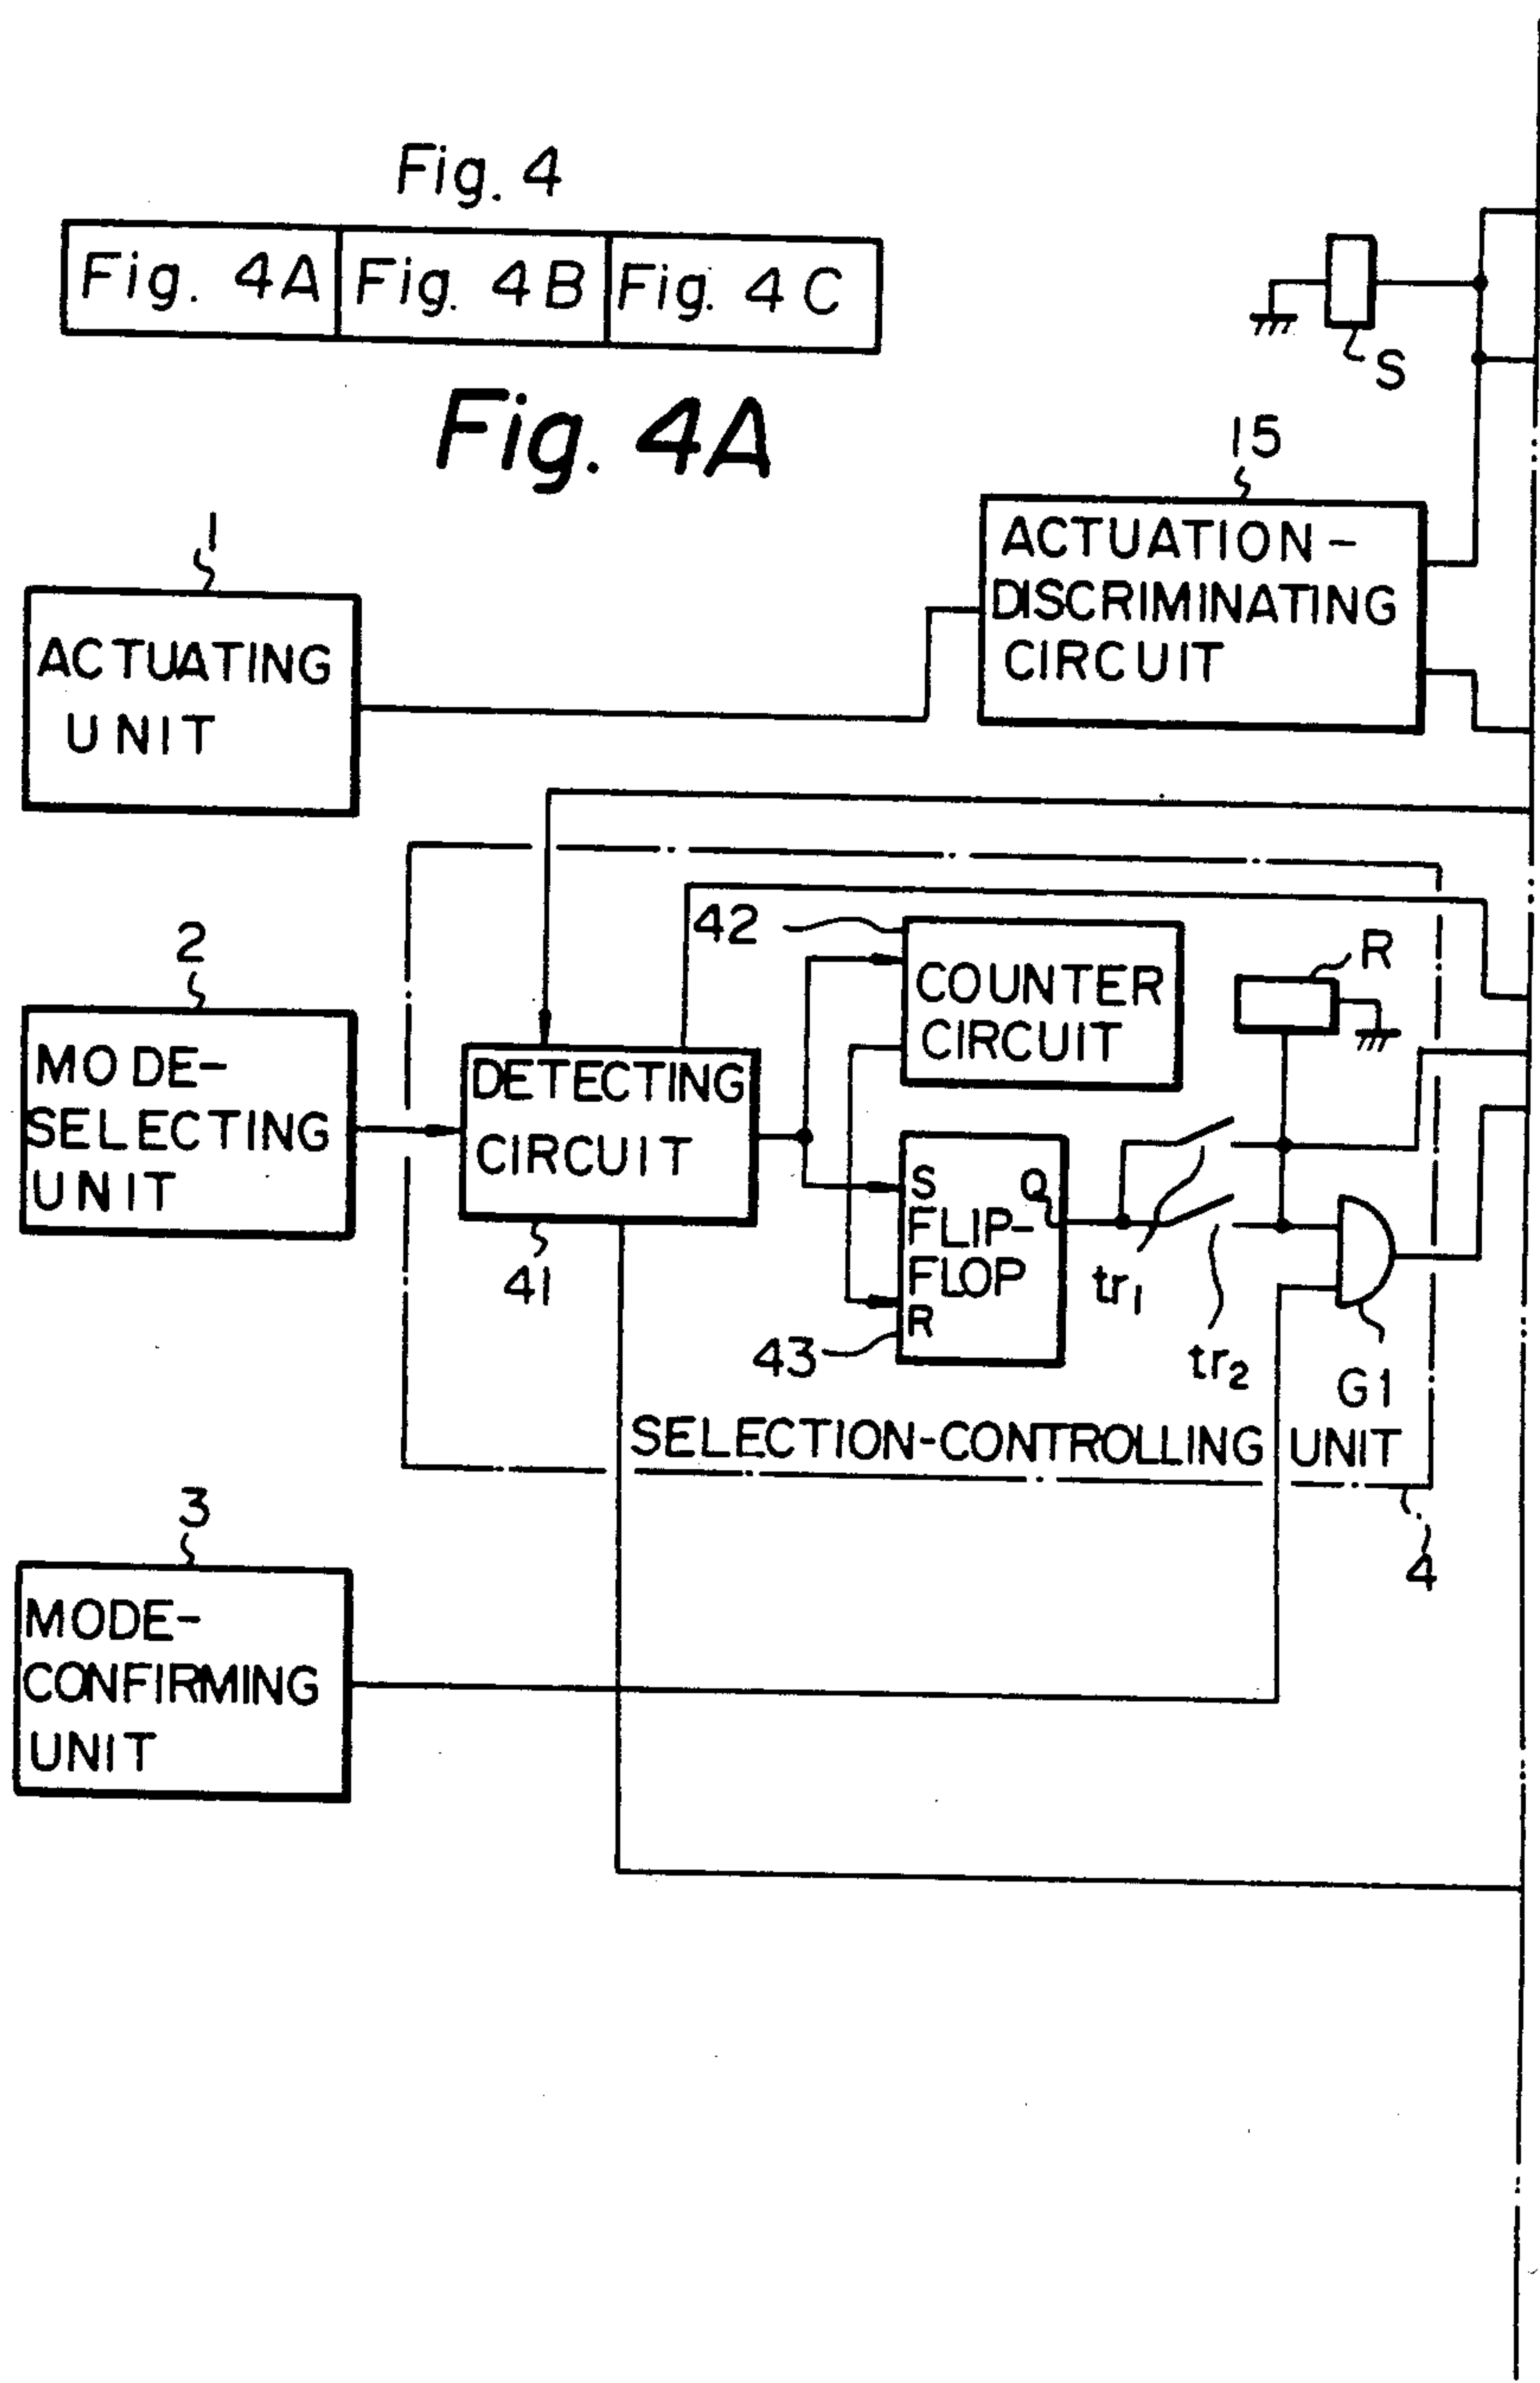 Fig. 4
Fig. 4A Fig. 4B Fig. 4C
Fig. 4A
S
15
ACTUATION-
DISCRIMINATING
CIRCUIT
1
ACTUATING
UNIT
2
MODE-
SELECTING
UNIT
42
COUNTER
CIRCUIT
R
DETECTING
CIRCUIT
41
S Q
FLIP-
FLOP
R
43
tr1
tr2
G1
SELECTION-CONTROLLING UNIT
4
3
MODE-
CONFIRMING
UNIT